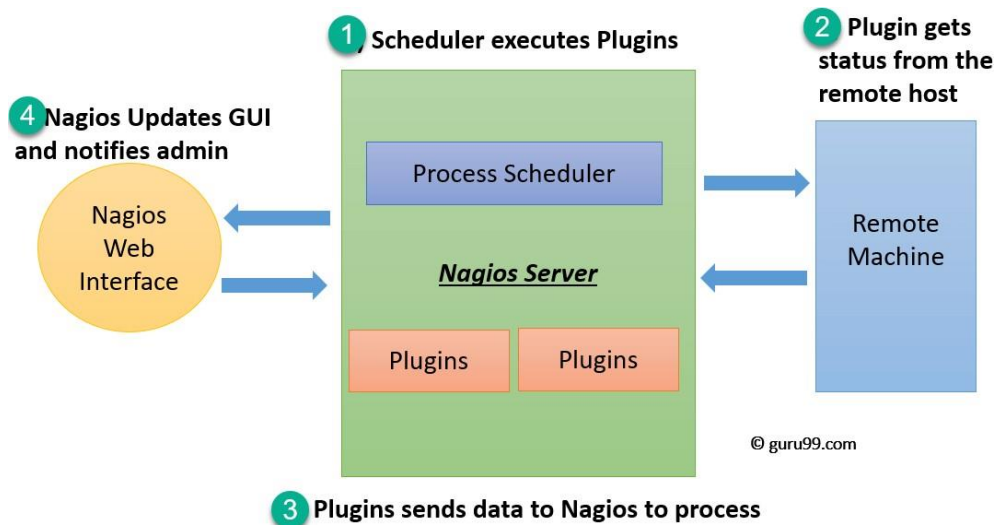 1) Scheduler executes Plugins
2 Plugin gets
status from the
remote host
4 Nagios Updates GUI
and notifies admin
Process Scheduler
Nagios
Web
Interface
Remote
Machine
Nagios Server
Plugins
Plugins
© guru99.com
3 Plugins sends data to Nagios to process